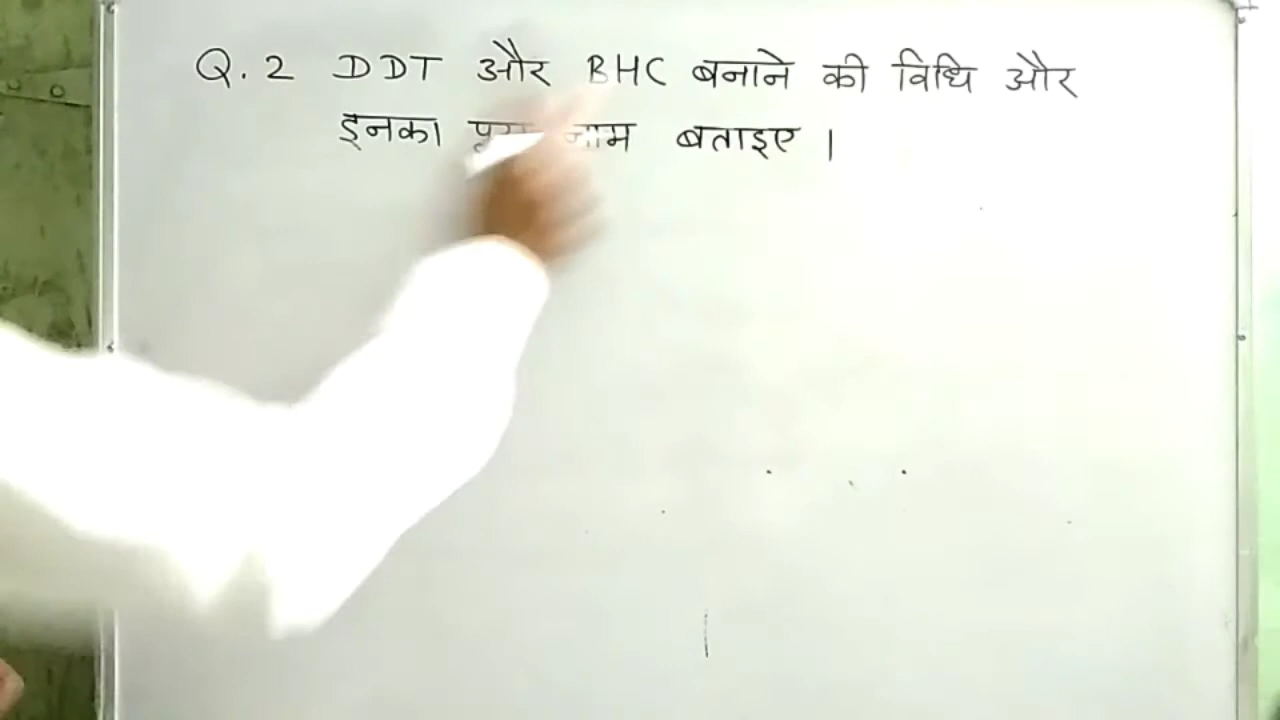 Q.2 DDT और BHC बनाने की विधि और
इनका नाम बताइए ।